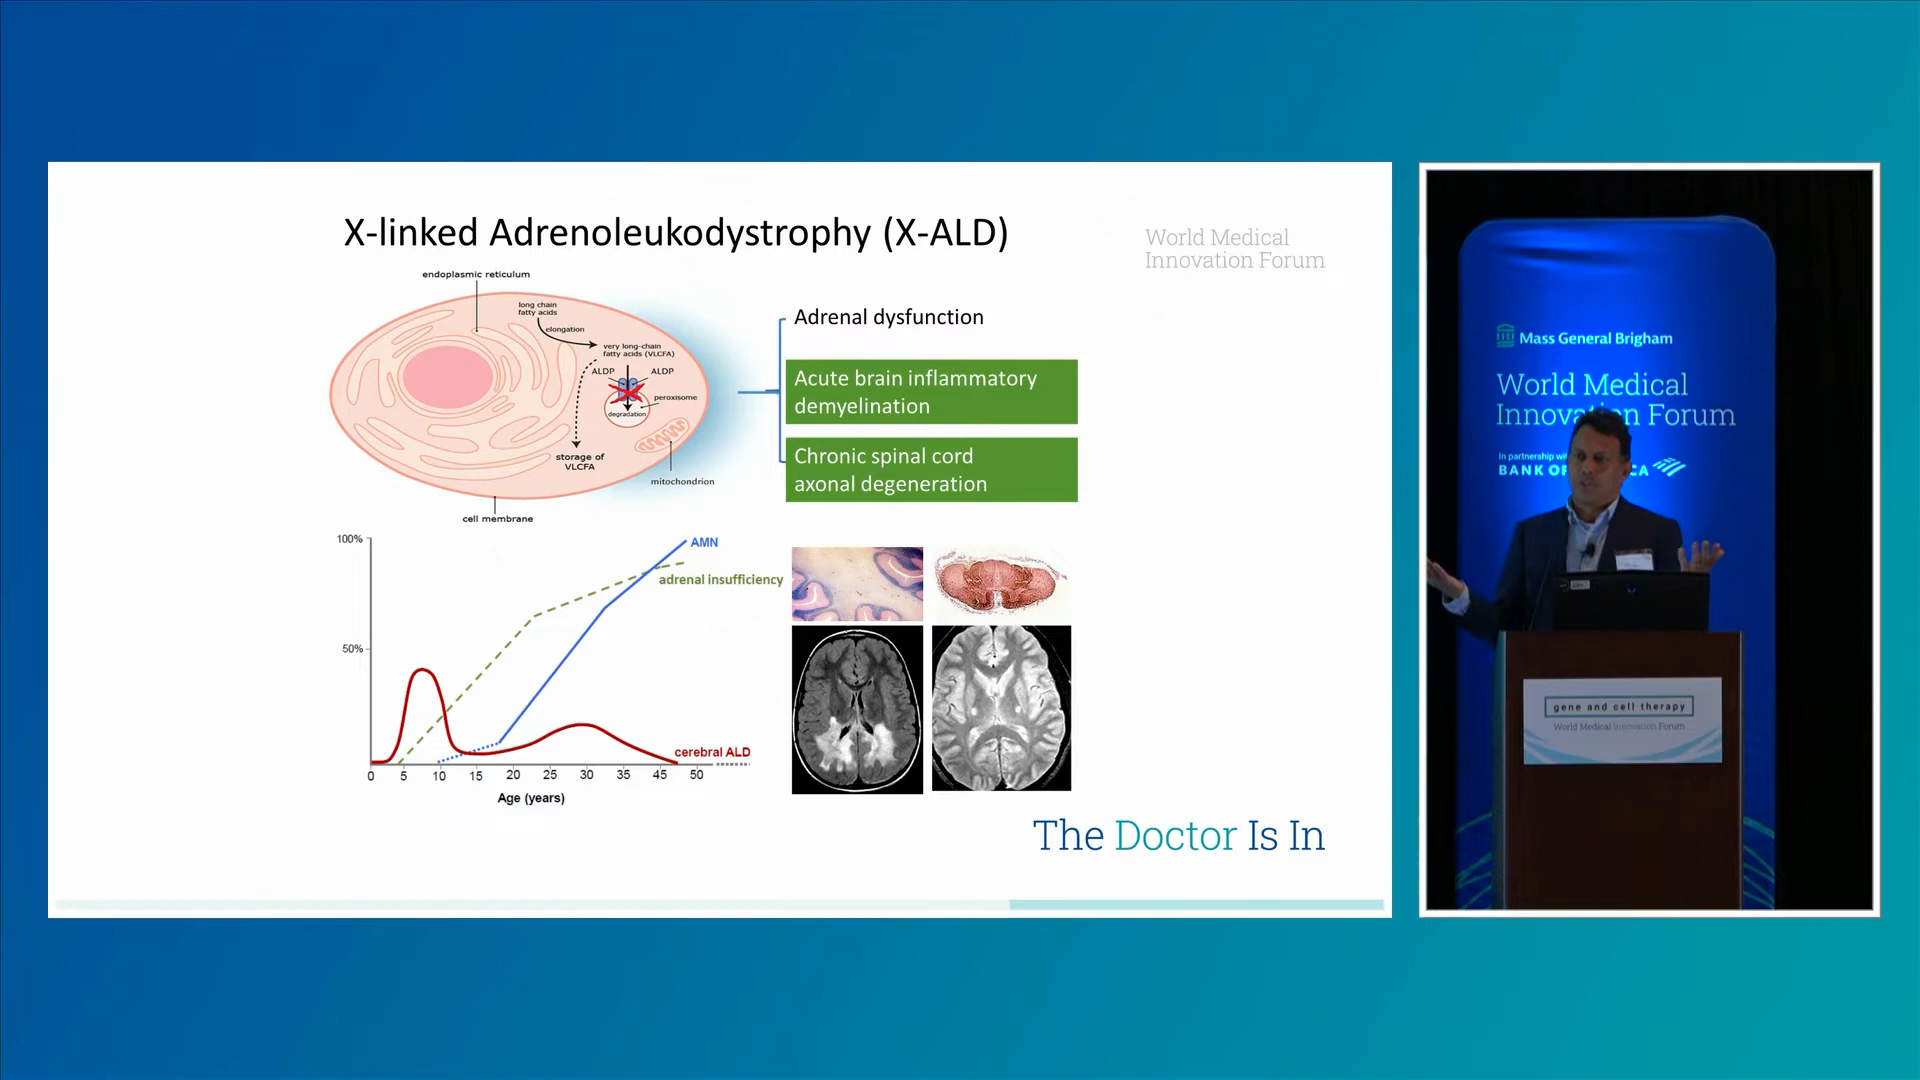 X-linked Adrenoleukodystrophy (X-ALD)
World Medical
Innovation Forum
endoplasmic reticulum
long chain
fatty acids
elongation
very long-chain
fatty acids (VLCFA)
ALDP
ALDP
peroxisome
degradation
storage of
VLCFA
mitochondrion
cell membrane
Adrenal dysfunction
Acute brain inflammatory
demyelination
Chronic spinal cord
axonal degeneration
100%
50%
AMN
adrenal insufficiency
cerebral ALD
0 5 10 15 20 25 30 35 45 50
Age (years)
The Doctor Is In
Mass General Brigham
World Medical
Innovation Forum
In partnership wi
BANK OF CA
gene and cell therapy
World Medical Innovation Forum